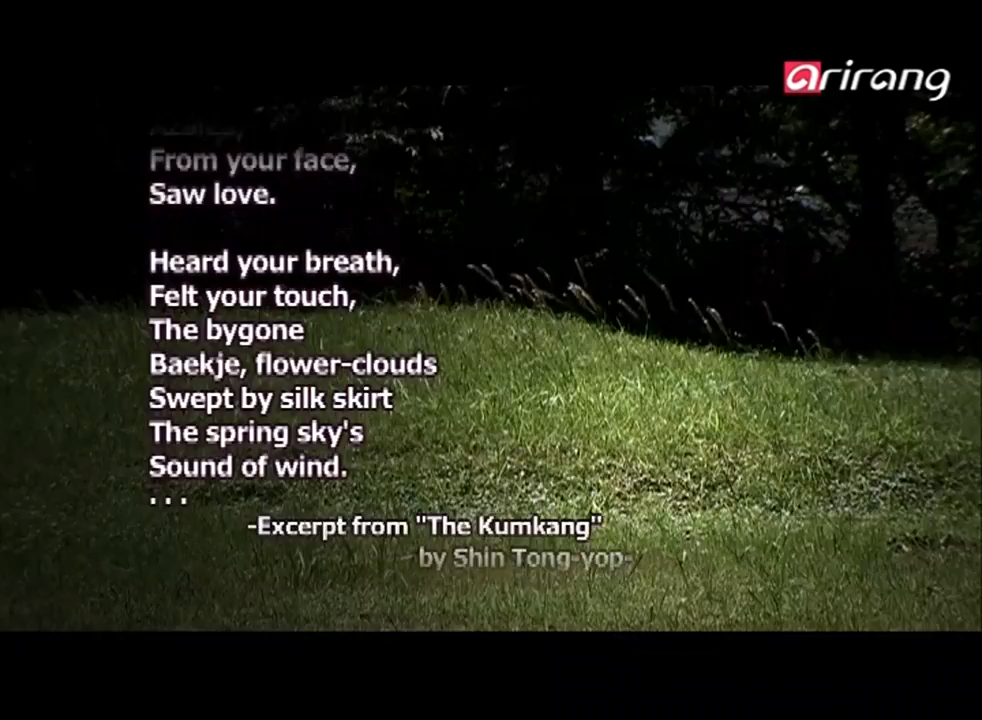 arirang
From your face,
Saw love.
Heard your breath,
Felt your touch,
The bygone
Baekje, flower-clouds
Swept by silk skirt
The spring sky's
Sound of wind.
. . .
-Excerpt from "The Kumkang"
by Shin Tong-yop-